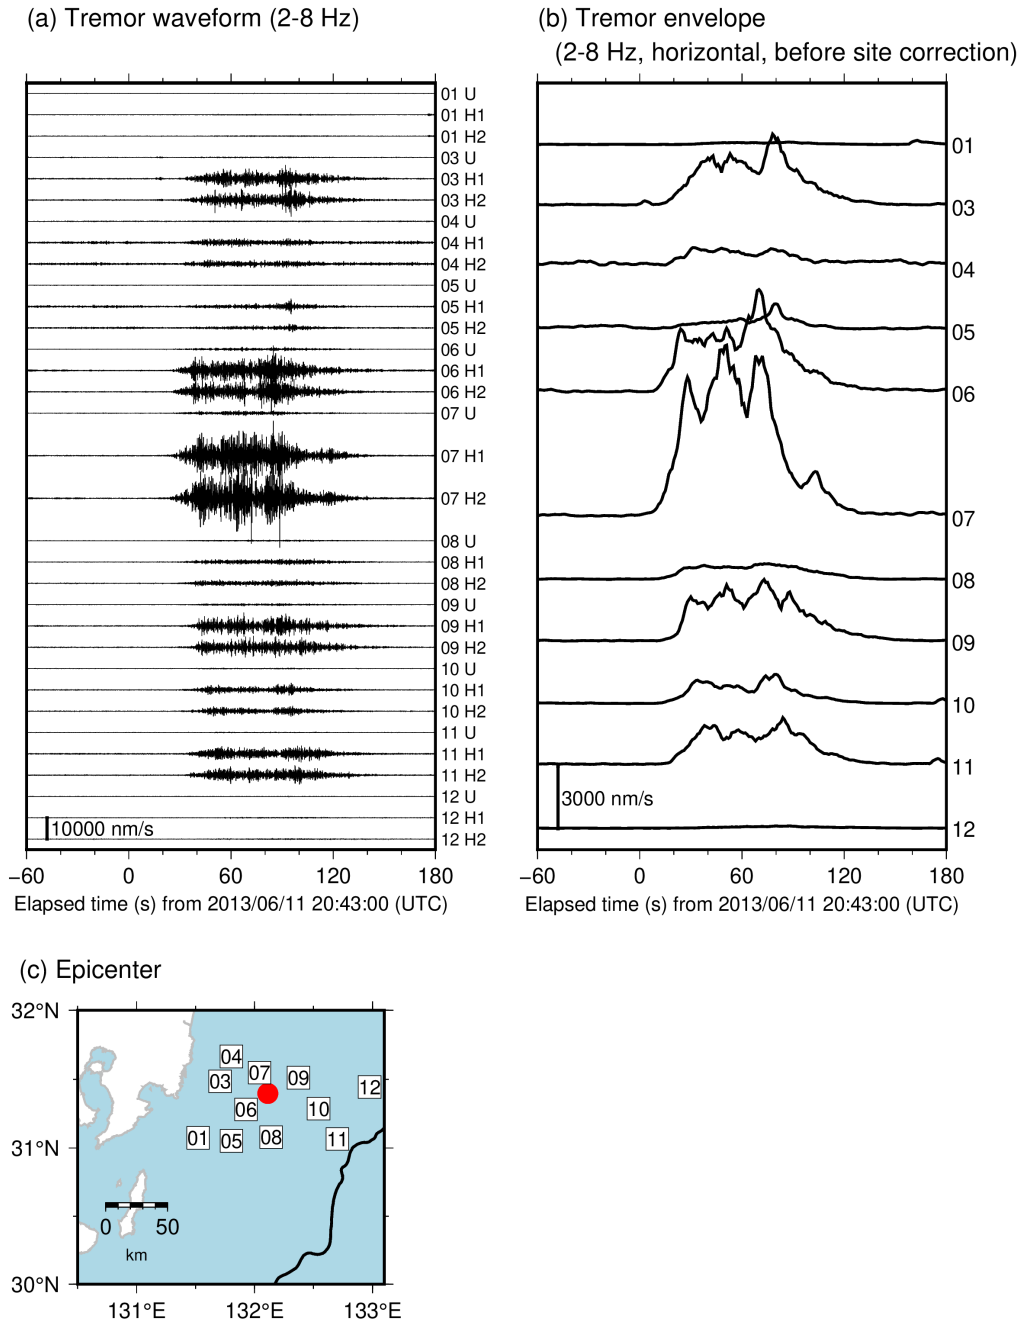 (a) Tremor waveform (2-8 Hz)
01 U
01 H1
01 H2
03 U
03 H1
03 H2
04 U
04 H1
04 H2
05 U
05 H1
05 H2
06 U
06 H1
06 H2
07 U
07 H1
07 H2
08 U
08 H1
08 H2
09 U
09 H1
09 H2
10 U
10 H1
10 H2
11 U
11 H1
11 H2
12 U
12 H1
12 H2
10000 nm/s
−60 0 60 120 180
Elapsed time (s) from 2013/06/11 20:43:00 (UTC)
(b) Tremor envelope
(2-8 Hz, horizontal, before site correction)
01
03
04
05
06
07
08
09
10
11
12
3000 nm/s
−60 0 60 120 180
Elapsed time (s) from 2013/06/11 20:43:00 (UTC)
(c) Epicenter
32°N
31°N
30°N
04
07
03
09
12
06
10
01
05
08
11
0 50
km
131°E 132°E 133°E